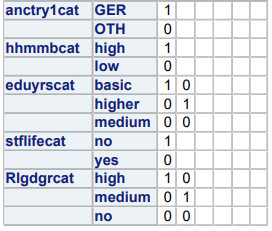 anctry1cat GER 1
OTH 0
hhmmbcat high 1
low 0
eduyrscat basic 1 0
higher 0 1
medium 0 0
stflifecat no 1
yes 0
Rlgdgrcat high 1 0
medium 0 1
no 0 0